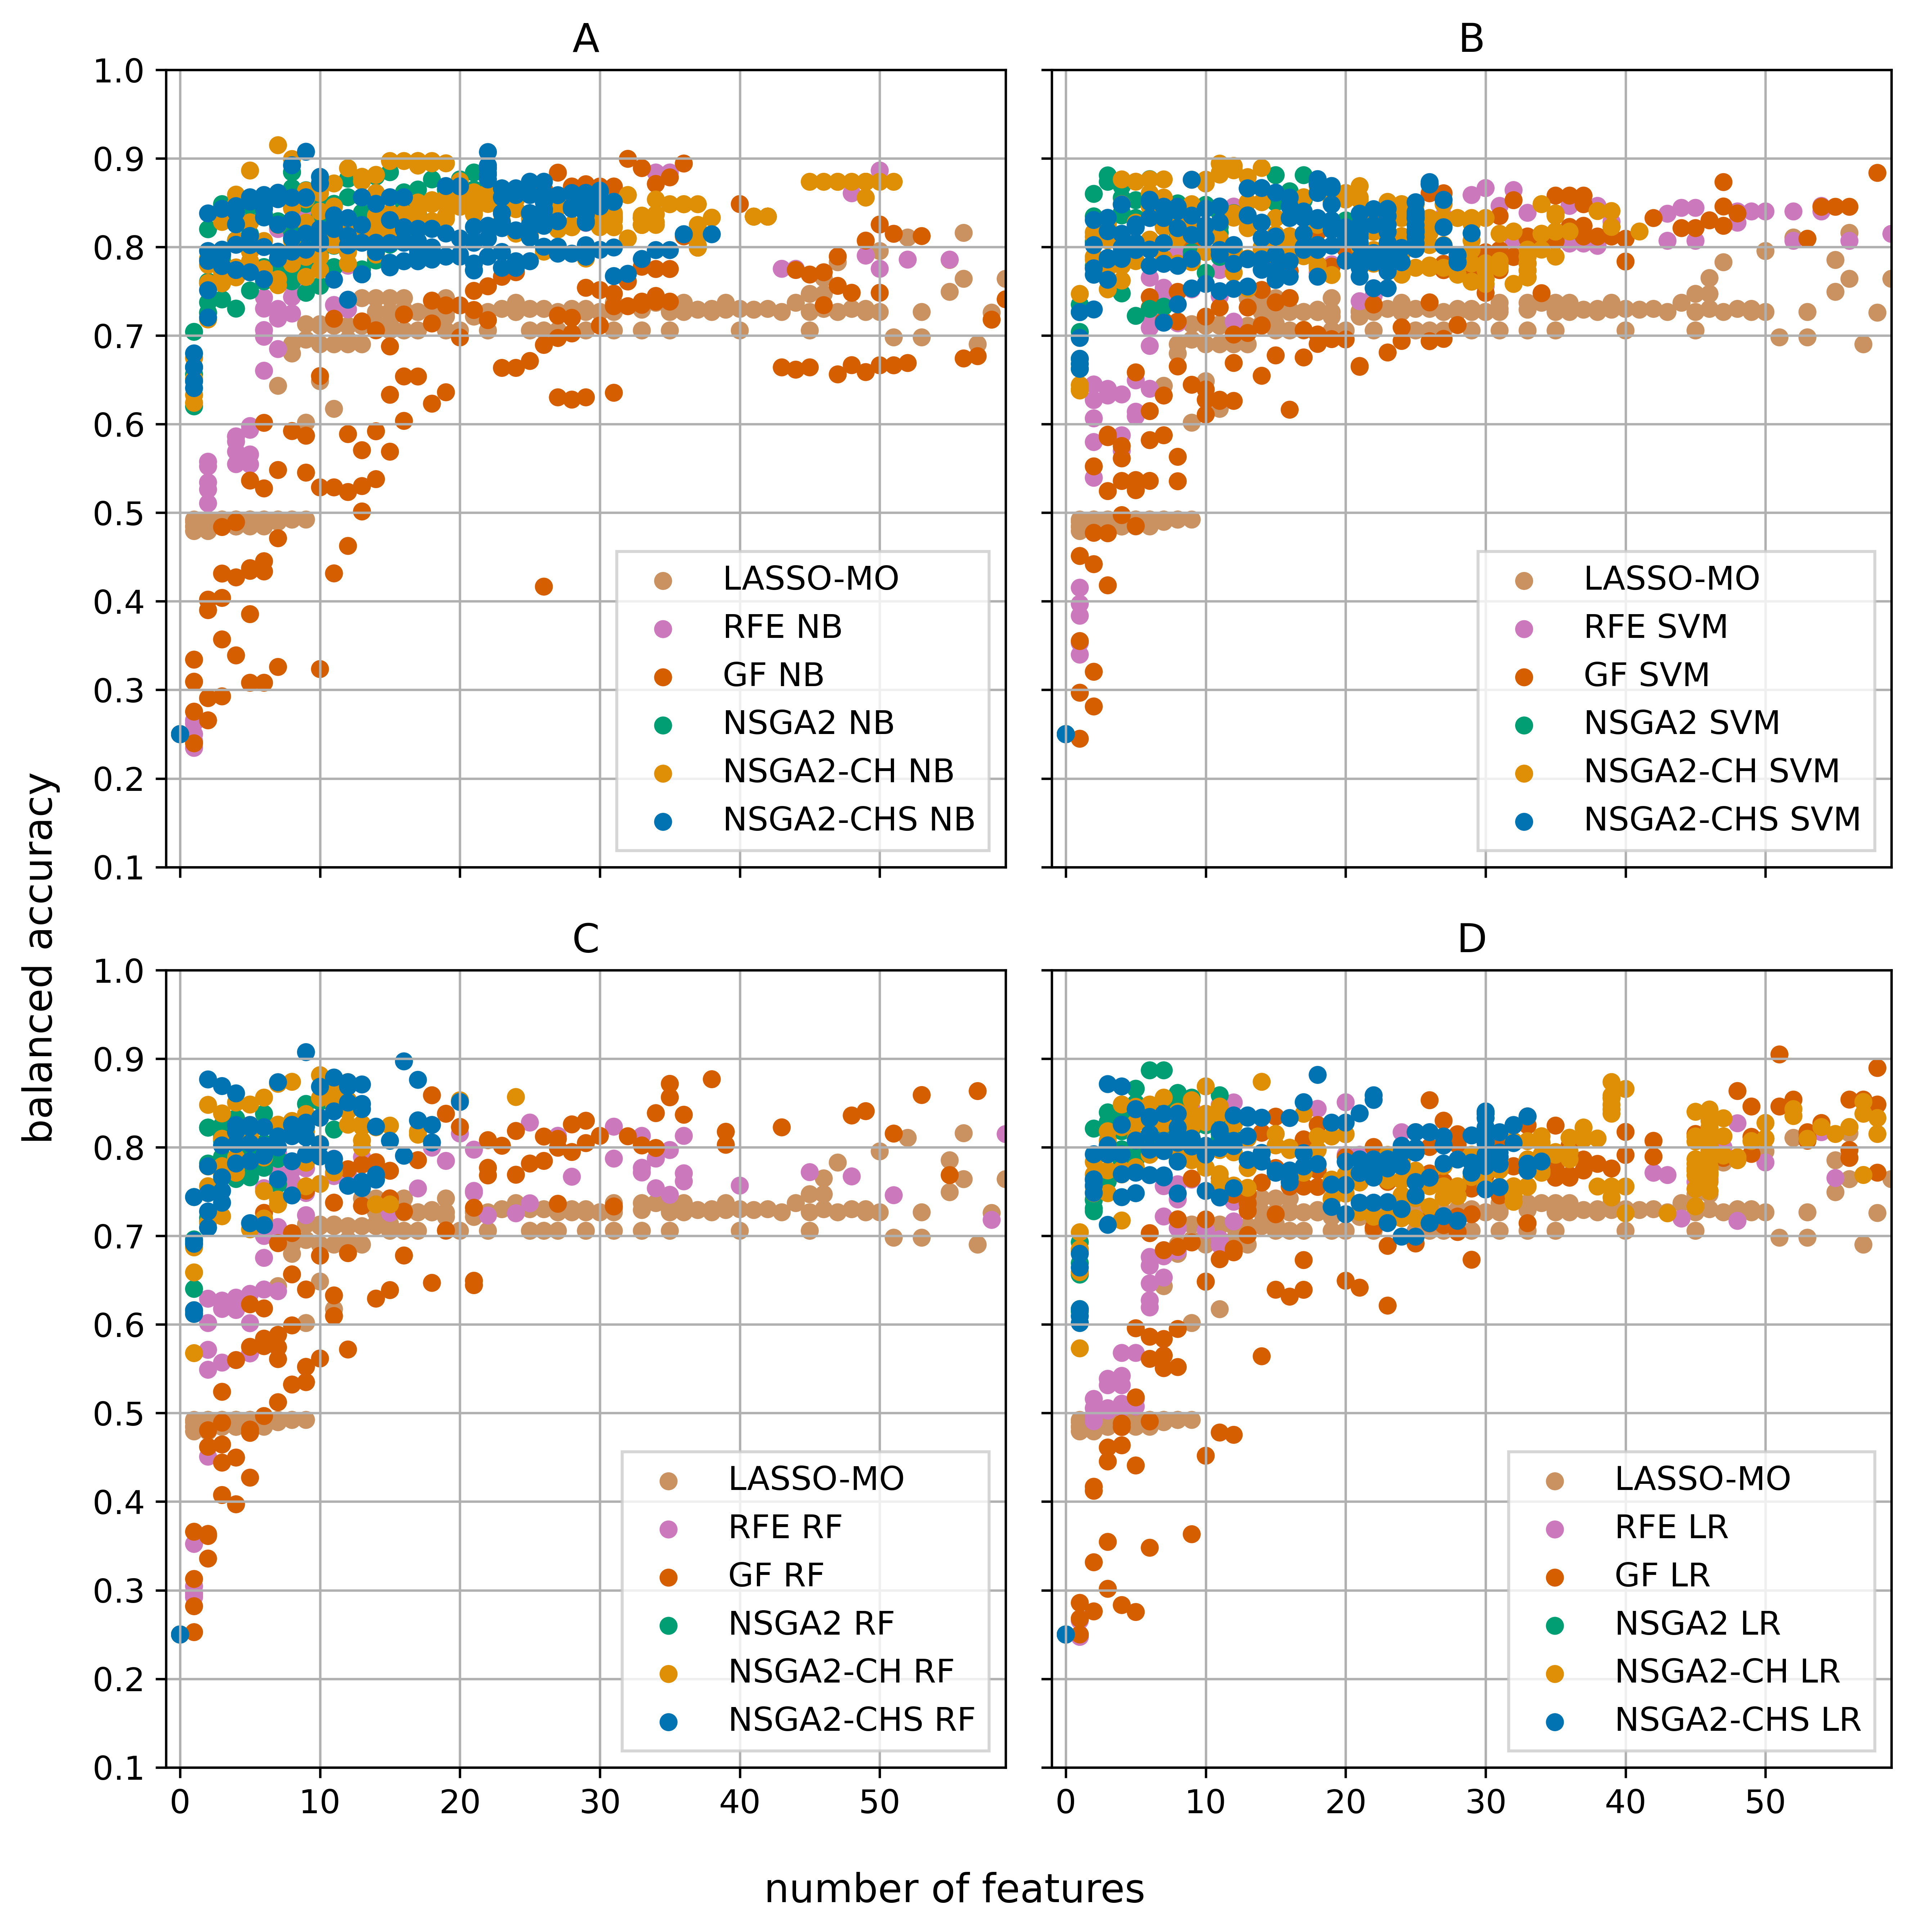 A
B
1.0
0.9
0.8
0.7
0.6
0.5
0.4
0.3
0.2
0.1
LASSO-MO
RFE NB
GF NB
NSGA2 NB
NSGA2-CH NB
NSGA2-CHS NB
LASSO-MO
RFE SVM
GF SVM
NSGA2 SVM
NSGA2-CH SVM
NSGA2-CHS SVM
balanced accuracy
C
D
1.0
0.9
0.8
0.7
0.6
0.5
0.4
0.3
0.2
0.1
LASSO-MO
RFE RF
GF RF
NSGA2 RF
NSGA2-CH RF
NSGA2-CHS RF
LASSO-MO
RFE LR
GF LR
NSGA2 LR
NSGA2-CH LR
NSGA2-CHS LR
0 10 20 30 40 50
0 10 20 30 40 50
number of features